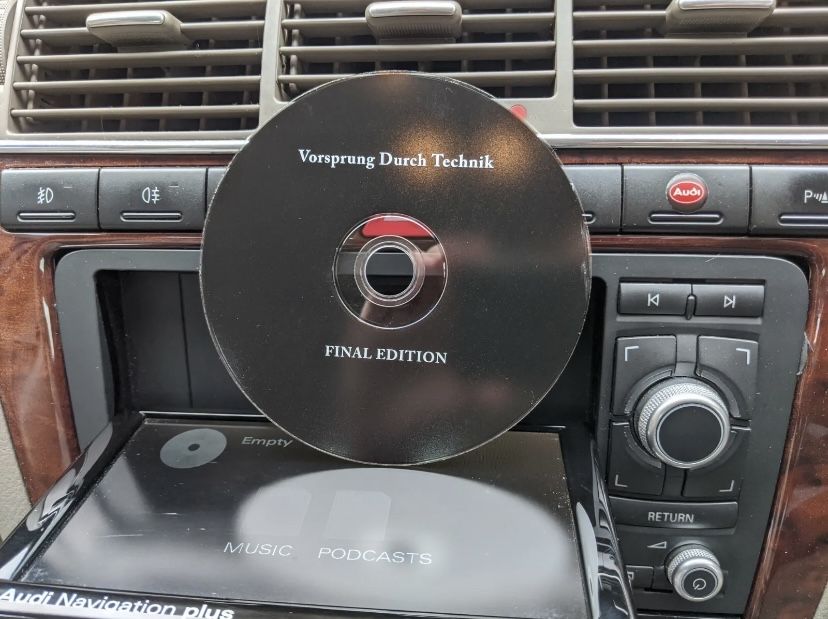 Vorsprung Durch Technik
Audi
P
FINAL EDITION
Empty
MUSIC PODCASTS
RETURN
Audi Navigation plus